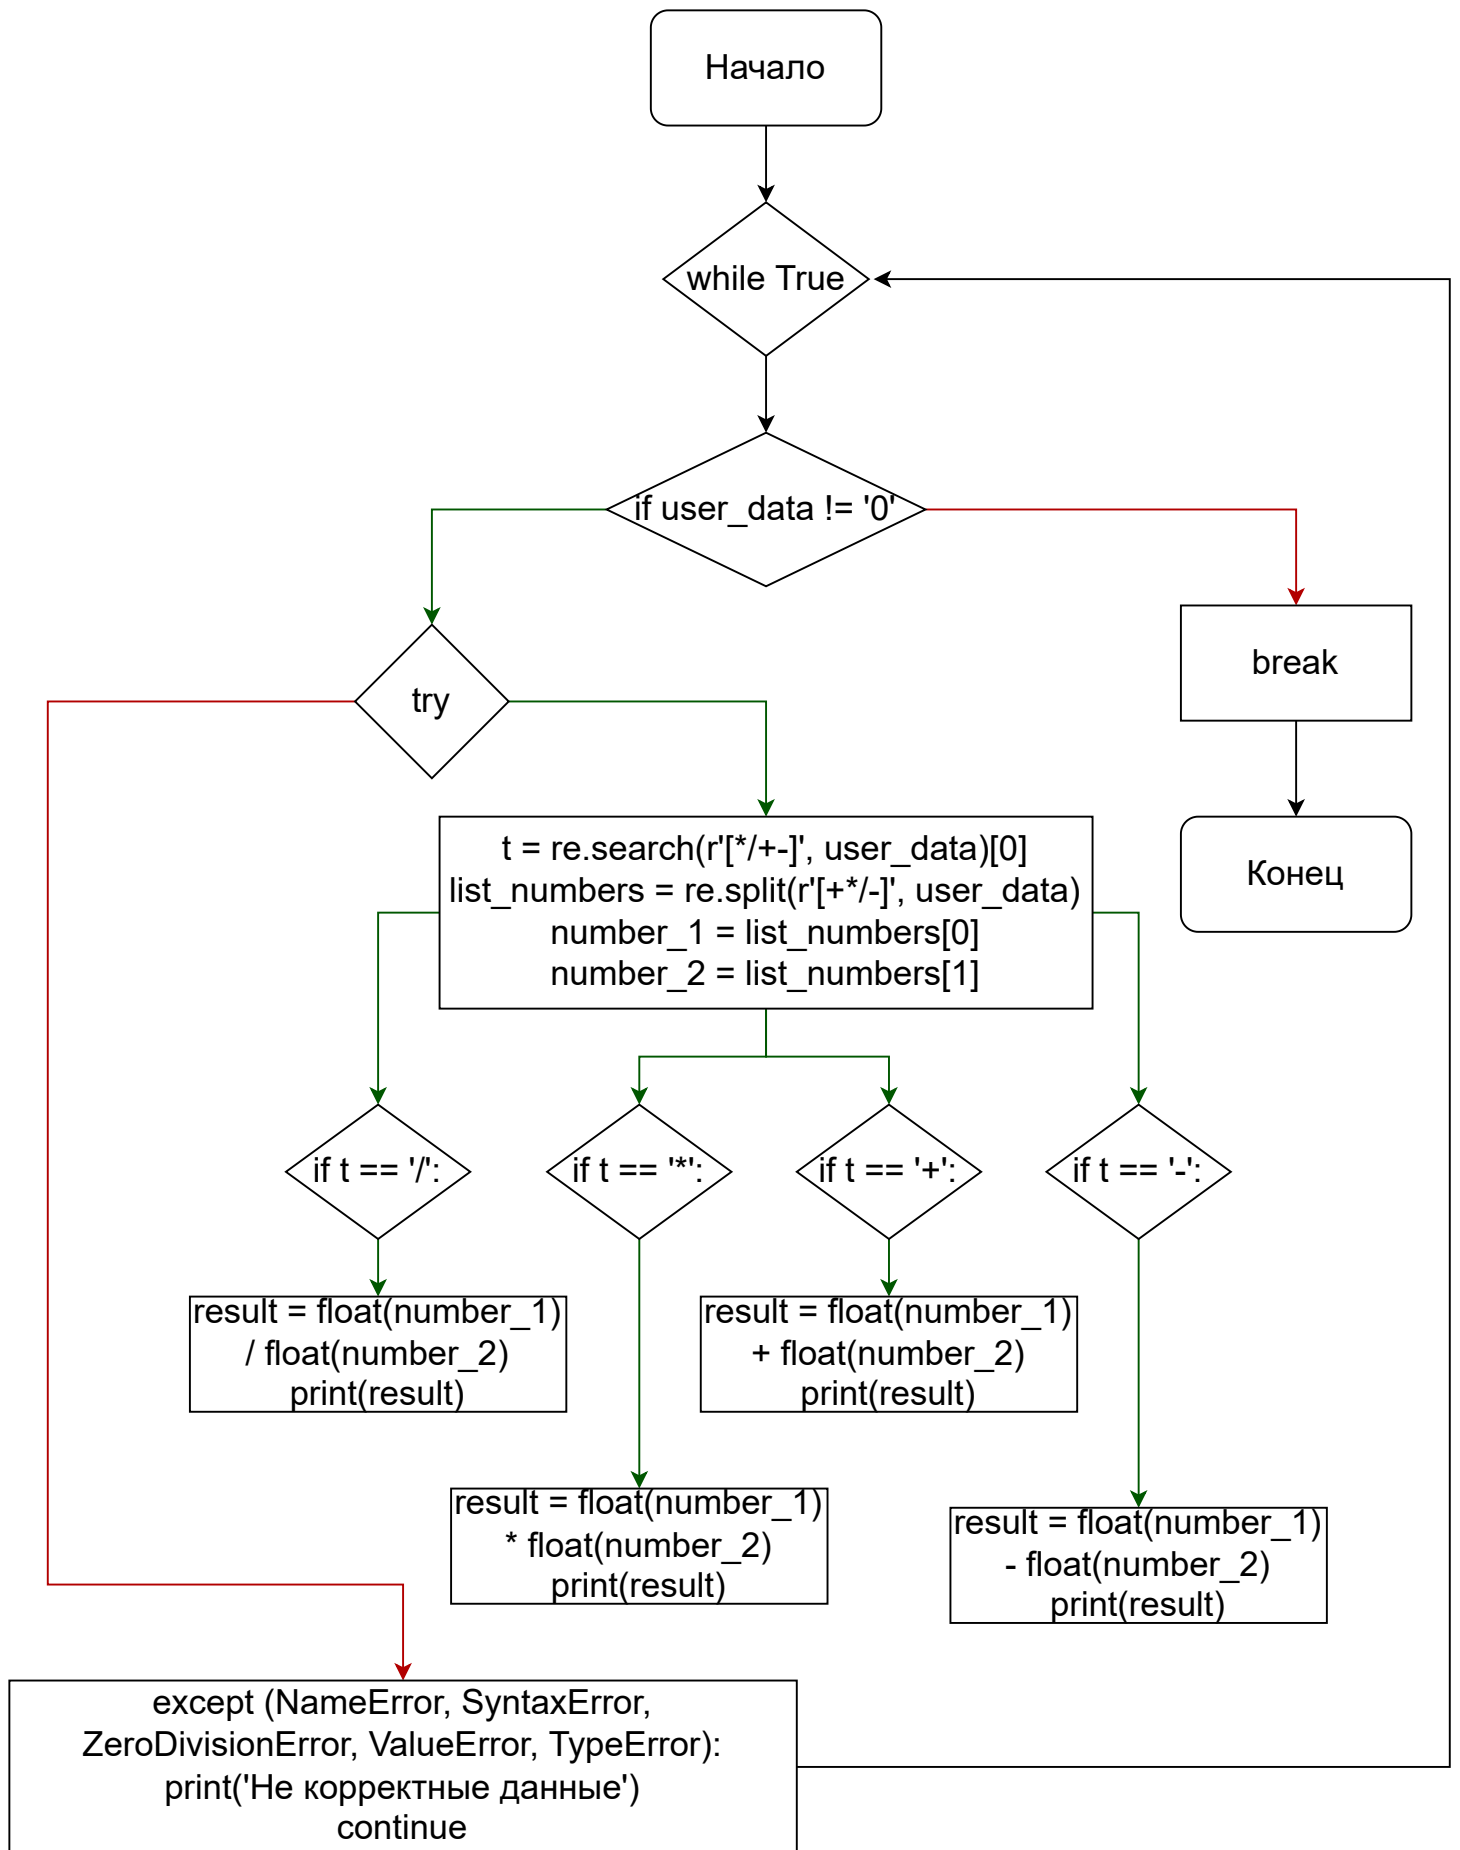 Начало
while True
if user_data != '0'
try
break
t = re.search(r'[*/+-]', user_data)[0]
list_numbers = re.split(r'[+*/-]', user_data)
number_1 = list_numbers[0]
number_2 = list_numbers[1]
Конец
if t == '/':
if t == '*':
if t == '+':
if t == '-':
result = float(number_1)
/ float(number_2)
print(result)
result = float(number_1)
+ float(number_2)
print(result)
result = float(number_1)
* float(number_2)
print(result)
result = float(number_1)
- float(number_2)
print(result)
except (NameError, SyntaxError,
ZeroDivisionError, ValueError, TypeError):
print('Не корректные данные')
continue